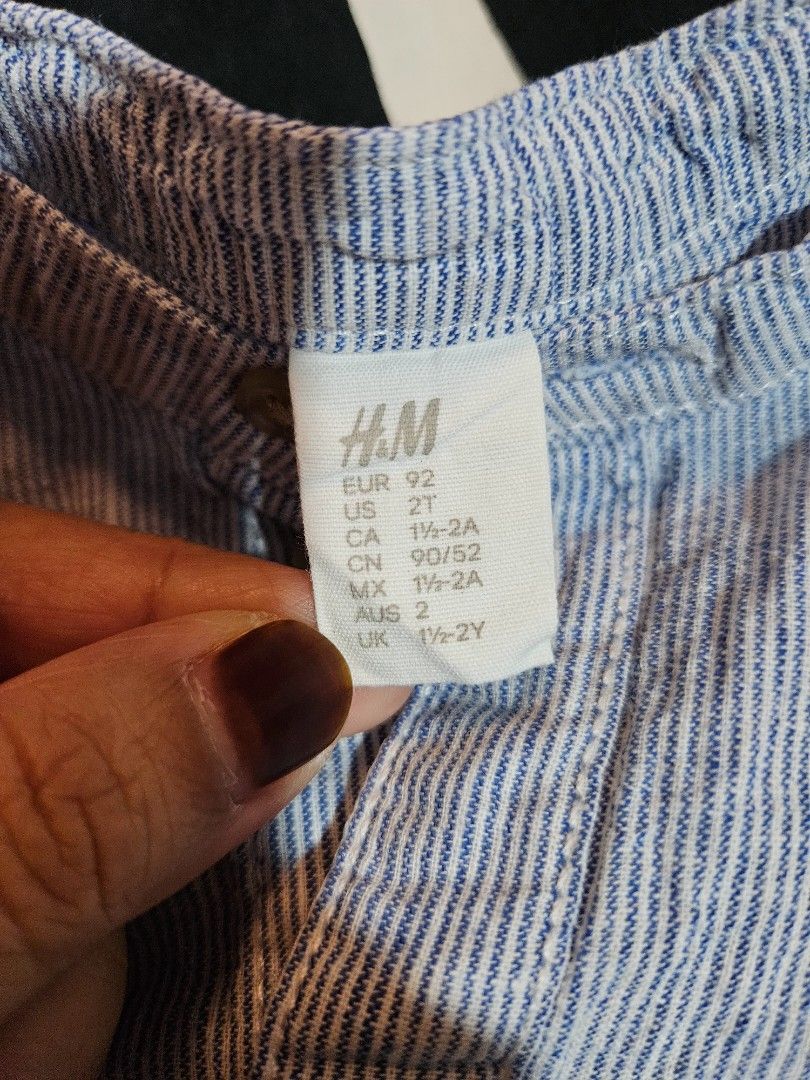 H&M
EUR 92
US 2T
CA 1½-2A
CN 90/52
MX 1½-2A
AUS 2
UK 1½-2Y